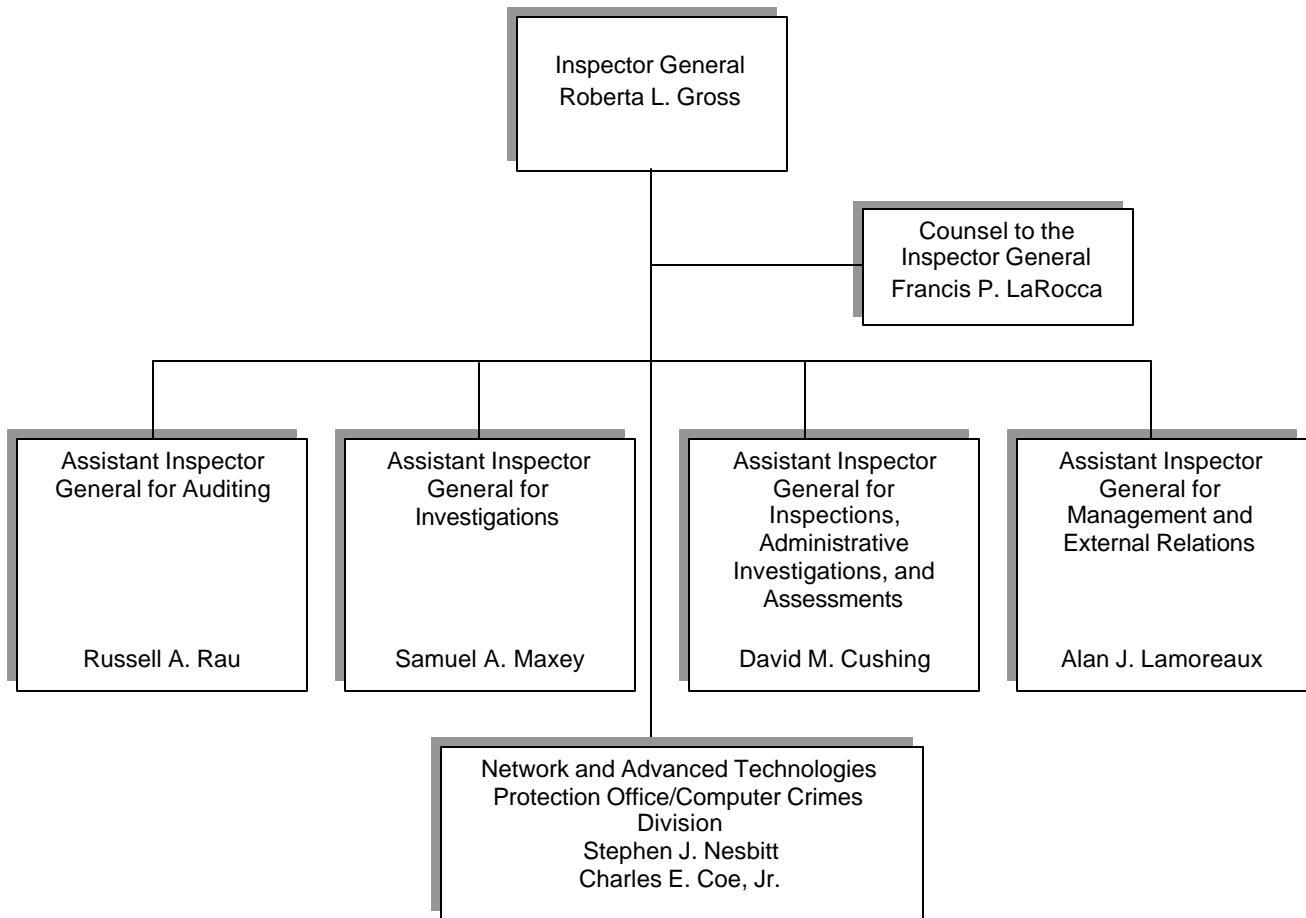 Inspector General
Roberta L. Gross
Counsel to the
Inspector General
Francis P. LaRocca
Assistant Inspector
General for Auditing
Russell A. Rau
Assistant Inspector
General for
Investigations
Samuel A. Maxey
Assistant Inspector
General for
Inspections,
Administrative
Investigations, and
Assessments
David M. Cushing
Assistant Inspector
General for
Management and
External Relations
Alan J. Lamoreaux
Network and Advanced Technologies
Protection Office/Computer Crimes
Division
Stephen J. Nesbitt
Charles E. Coe, Jr.